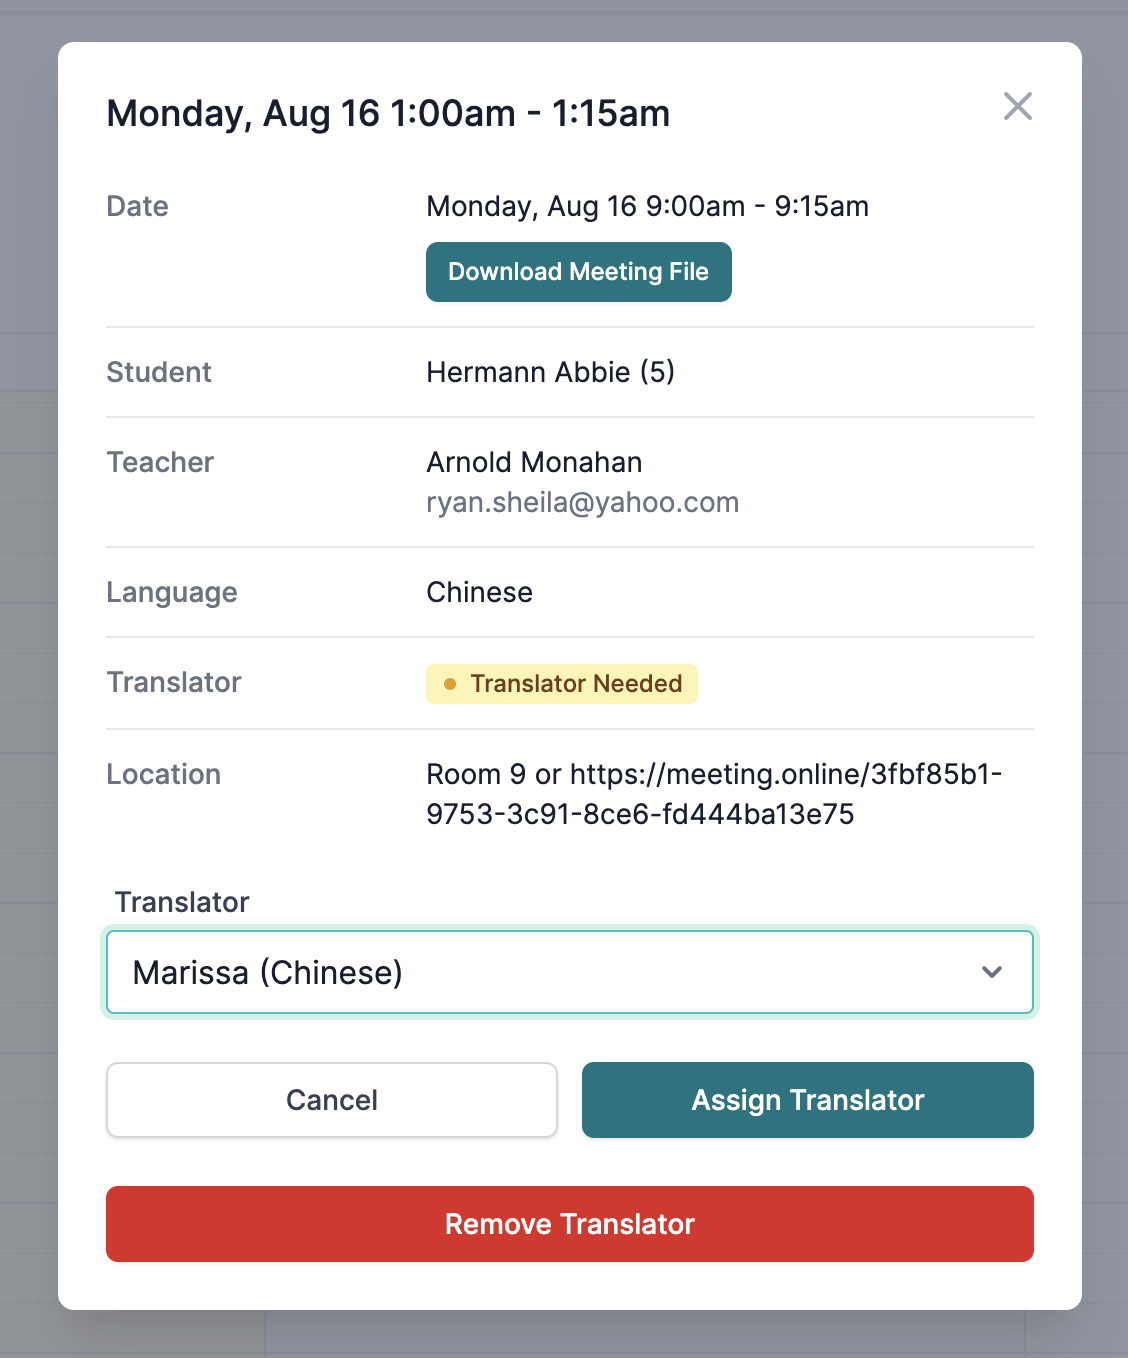 Monday, Aug 16 1:00am - 1:15am
Date
Monday, Aug 16 9:00am - 9:15am
Download Meeting File
Student
Hermann Abbie (5)
Teacher
Arnold Monahan
ryan.sheila@yahoo.com
Language
Chinese
Translator
Translator Needed
Location
Room 9 or https://meeting.online/3fbf85b1-
9753-3c91-8ce6-fd444ba13e75
Translator
Marissa (Chinese)
Cancel
Assign Translator
Remove Translator